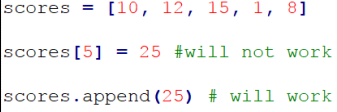 scores = [10, 12, 15, 1, 8]
scores[5] = 25 #will not work
scores.append(25) # will work